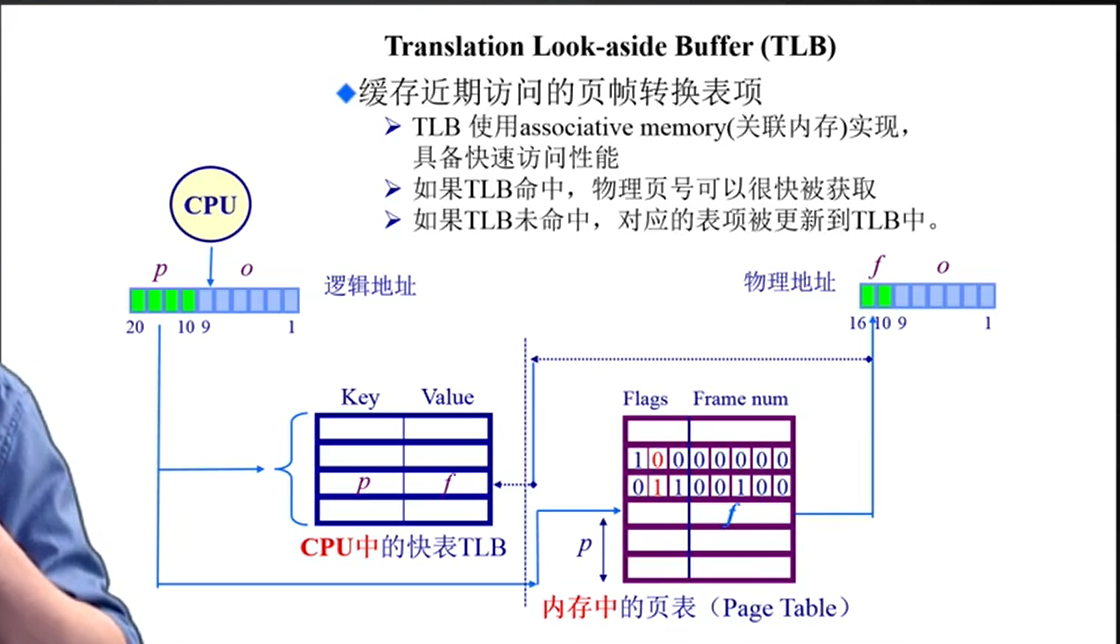 Translation Look-aside Buffer (TLB)
缓存近期访问的页帧转换表项
TLB 使用associative memory(关联内存)实现，
具备快速访问性能
如果TLB命中，物理页号可以很快被获取
如果TLB未命中，对应的表项被更新到TLB中。
CPU
p o
逻辑地址
20 10 9 1
物理地址
f o
16 10 9 1
Key Value
p f
CPU中的快表TLB
Flags Frame num
1 0 0 0 0 0 0 0
0 1 1 0 0 1 0 0
f
p
内存中的页表（Page Table）